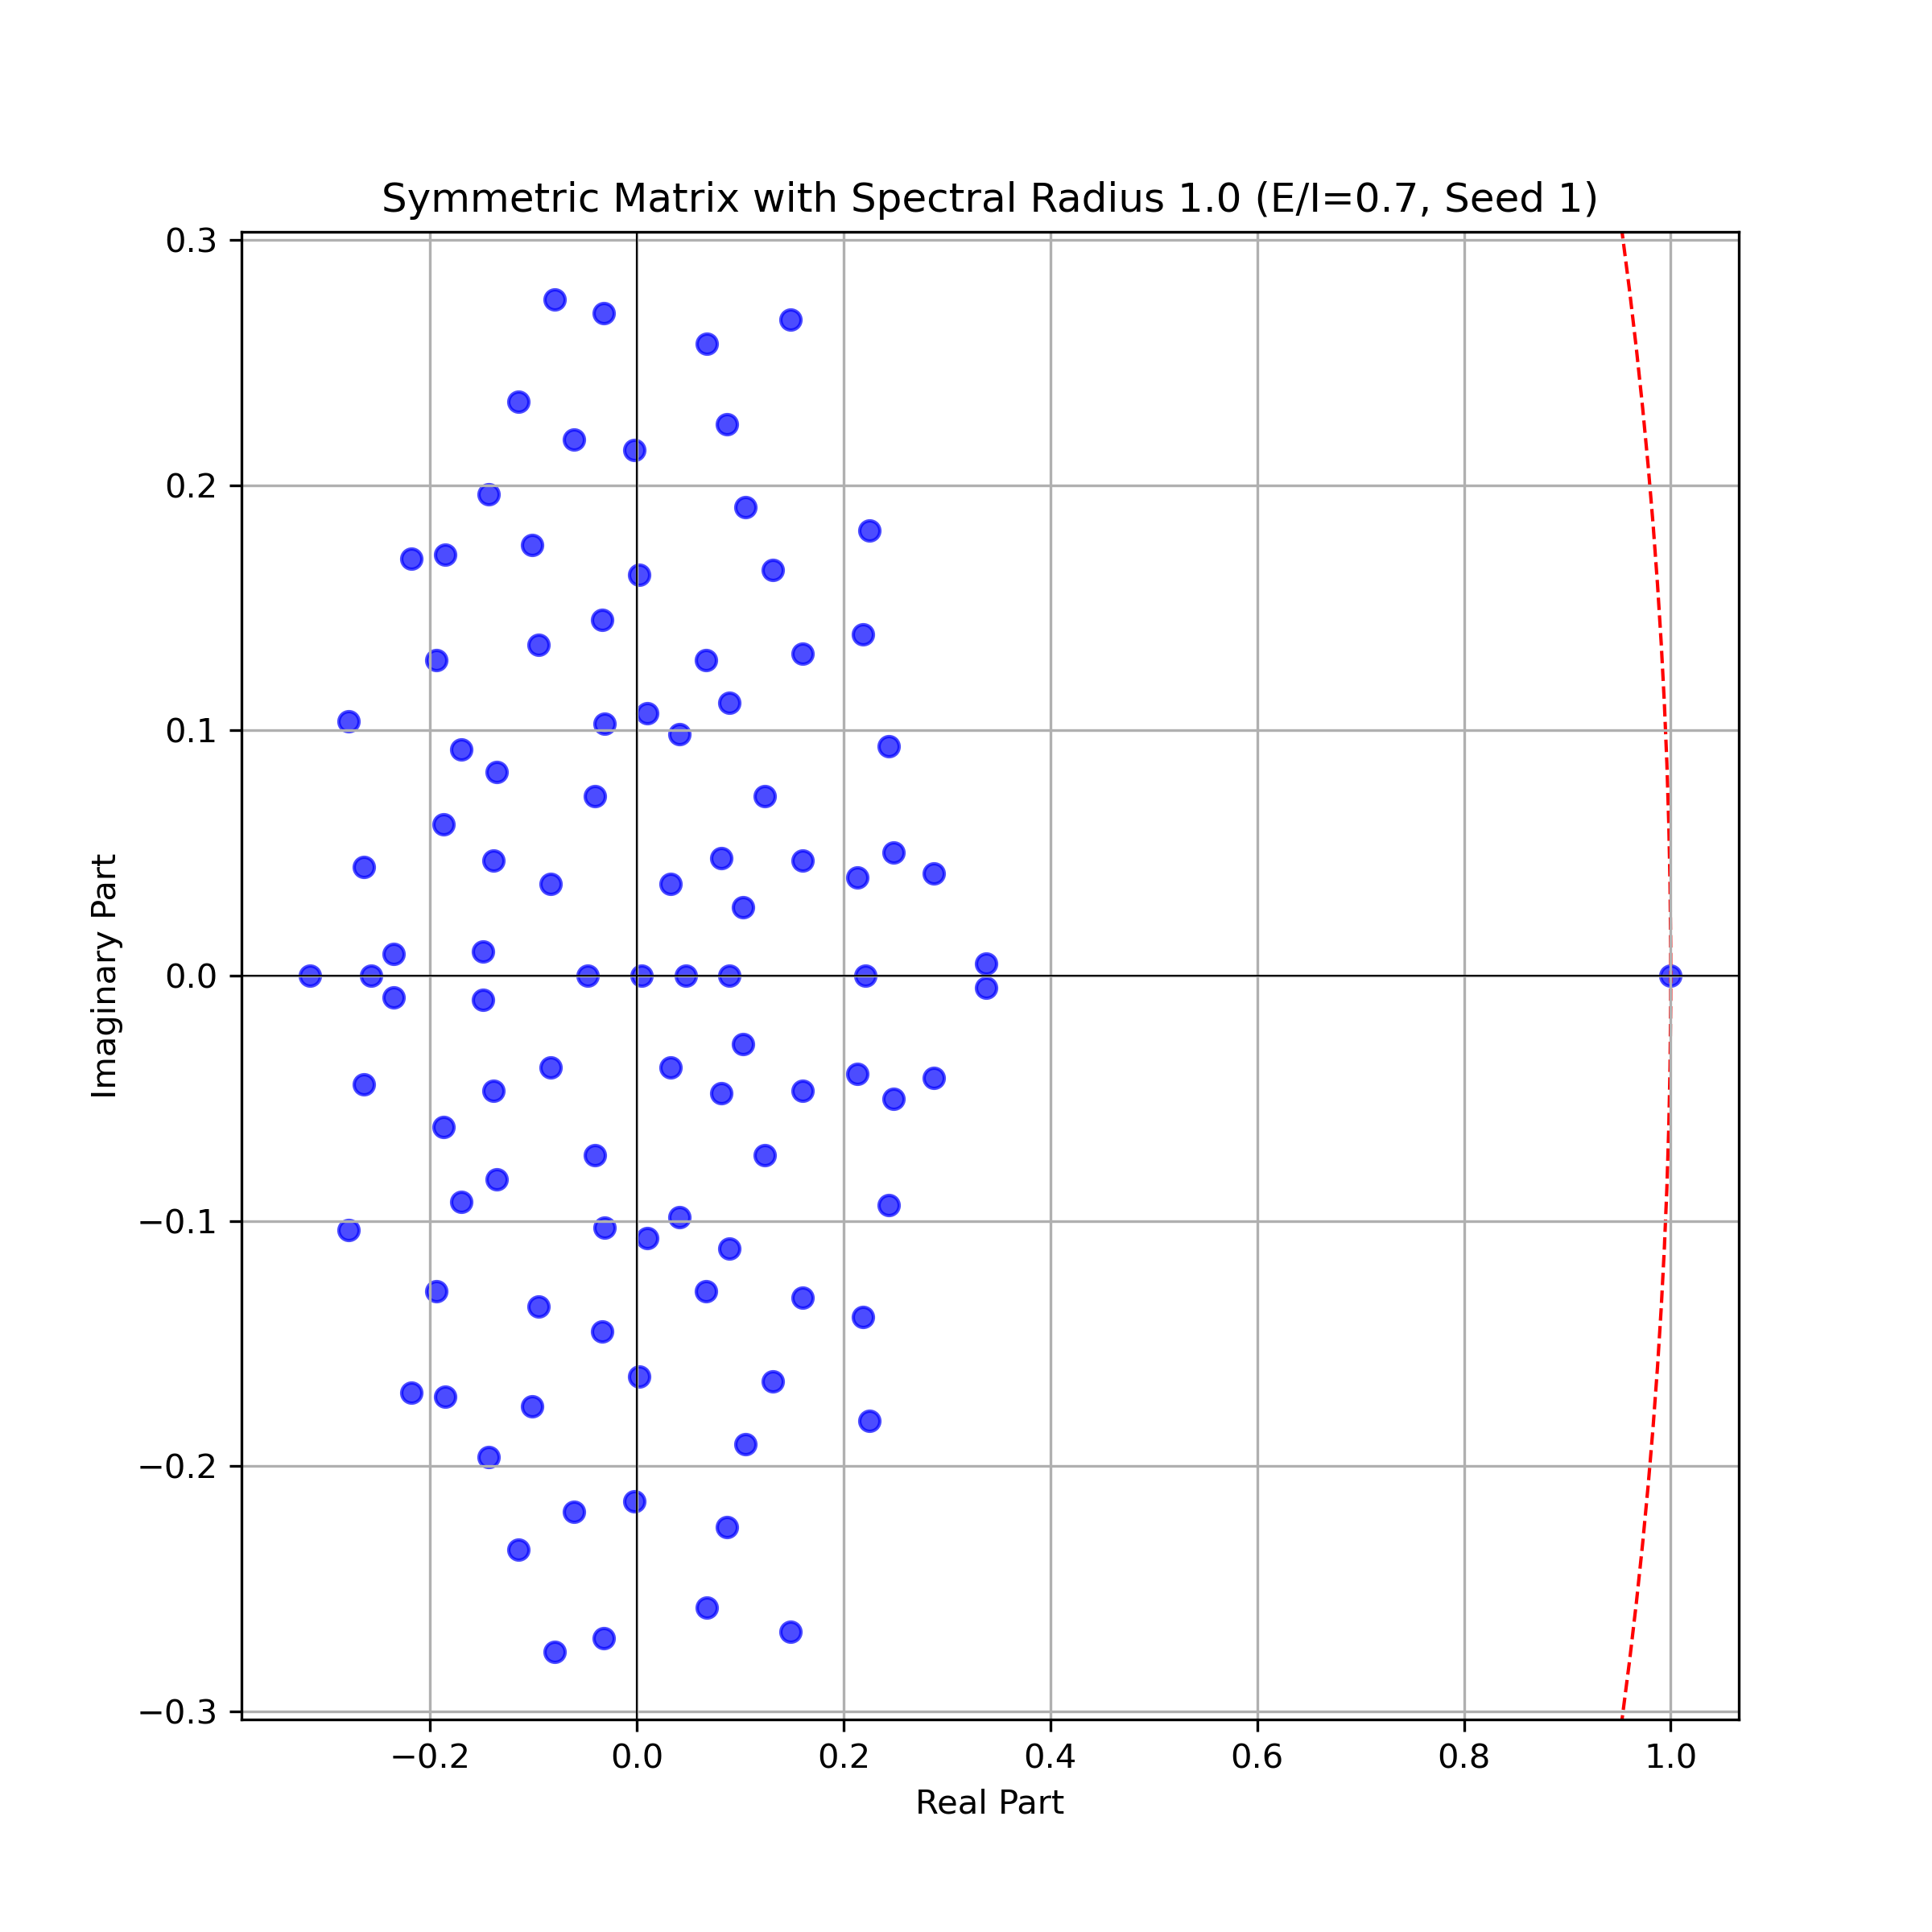 Symmetric Matrix with Spectral Radius 1.0 (E/I=0.7, Seed 1)
0.3
0.2
0.1
0.0
−0.1
−0.2
−0.3
Imaginary Part
−0.2 0.0 0.2 0.4 0.6 0.8 1.0
Real Part